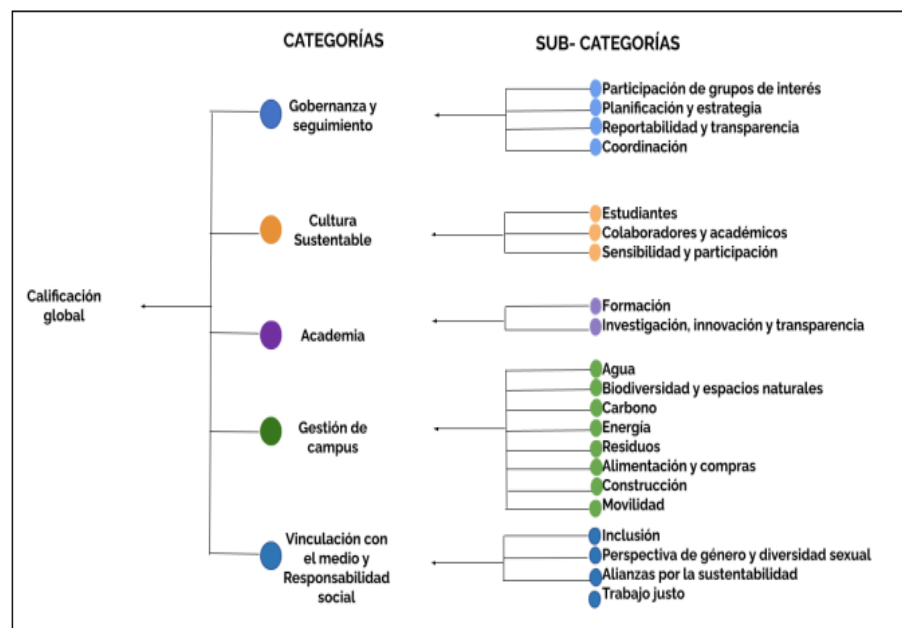 CATEGORÍAS
SUB- CATEGORÍAS
Calificación
global
Gobernanza y
seguimiento
Participación de grupos de interés
Planificación y estrategia
Reportabilidad y transparencia
Coordinación
Cultura
Sustentable
Estudiantes
Colaboradores y académicos
Sensibilidad y participación
Academia
Formación
Investigación, innovación y transparencia
Gestión de
campus
Agua
Biodiversidad y espacios naturales
Carbono
Energía
Residuos
Alimentación y compras
Construcción
Movilidad
Vinculación con
el medio y
Responsabilidad
social
Inclusión
Perspectiva de género y diversidad sexual
Alianzas por la sustentabilidad
Trabajo justo